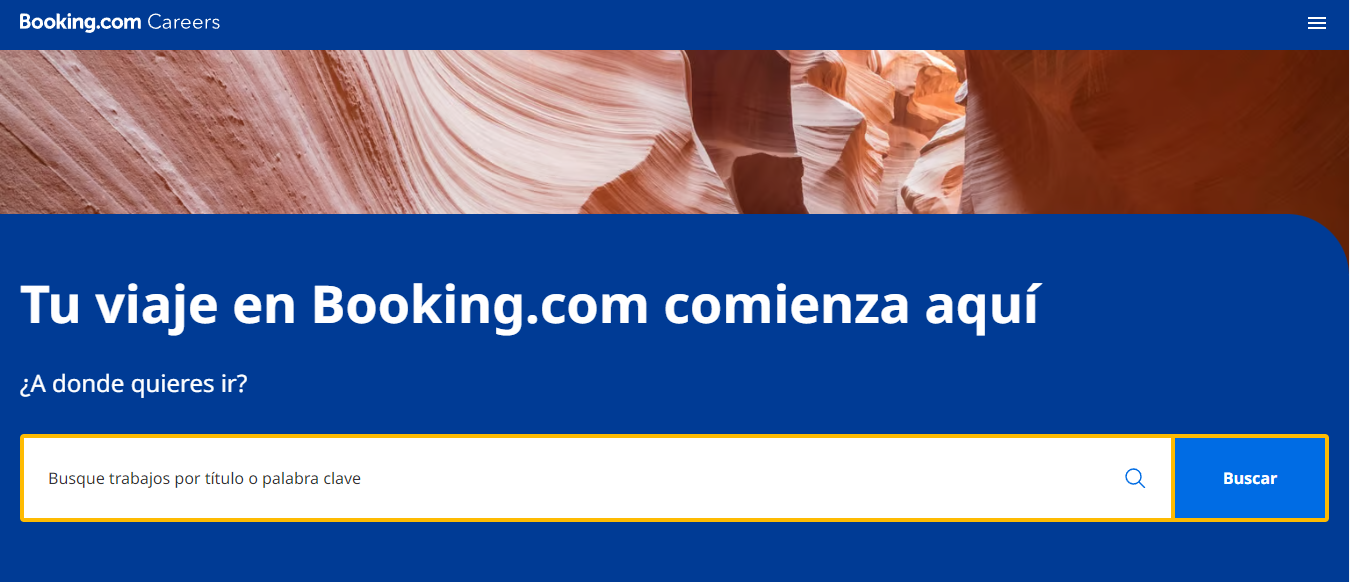 Booking.com Careers
Tu viaje en Booking.com comienza aquí
¿A donde quieres ir?
Busque trabajos por título o palabra clave
Buscar